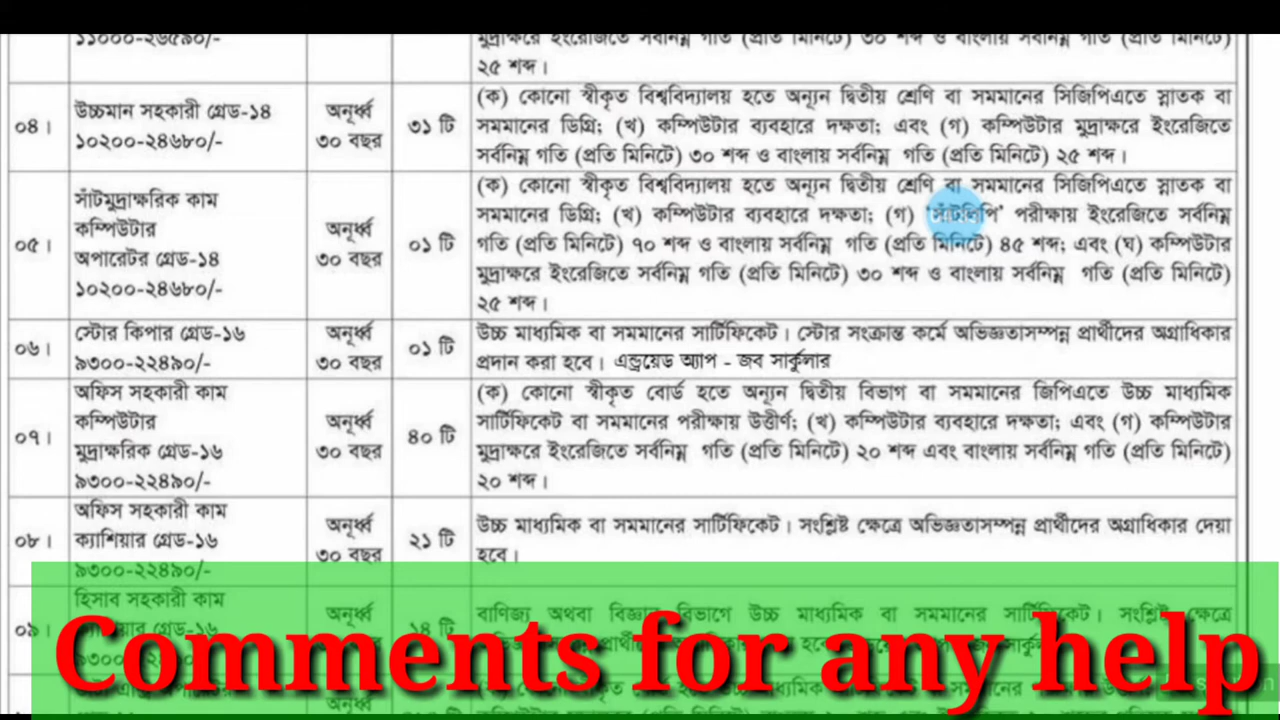 ১১০০০-২৬৫৯০/-
মুদ্রাক্ষরে ইংরেজিতে সর্বনিম্ন গতি (প্রতি মিনিটে) ৩০ শব্দ ও বাংলায় সর্বনিম্ন গতি (প্রতি মিনিটে)
২৫ শব্দ।
০৪।
উচ্চমান সহকারী গ্রেড-১৪
১০২০০-২৪৬৮০/-
অনূর্ধ্ব
৩০ বছর
৩১ টি
(ক) কোনো স্বীকৃত বিশ্ববিদ্যালয় হতে অন্যূন দ্বিতীয় শ্রেণি বা সমমানের সিজিপিএতে স্নাতক বা
সমমানের ডিগ্রি; (খ) কম্পিউটার ব্যবহারে দক্ষতা; এবং (গ) কম্পিউটার মুদ্রাক্ষরে ইংরেজিতে
সর্বনিম্ন গতি (প্রতি মিনিটে) ৩০ শব্দ ও বাংলায় সর্বনিম্ন গতি (প্রতি মিনিটে) ২৫ শব্দ।
০৫।
সাঁটমুদ্রাক্ষরিক কাম
কম্পিউটার
অপারেটর গ্রেড-১৪
১০২০০-২৪৬৮০/-
অনূর্ধ্ব
৩০ বছর
০১ টি
(ক) কোনো স্বীকৃত বিশ্ববিদ্যালয় হতে অন্যূন দ্বিতীয় শ্রেণি বা সমমানের সিজিপিএতে স্নাতক বা
সমমানের ডিগ্রি; (খ) কম্পিউটার ব্যবহারে দক্ষতা; (গ) 'সাঁটলিপি' পরীক্ষায় ইংরেজিতে সর্বনিম্ন
গতি (প্রতি মিনিটে) ৭০ শব্দ ও বাংলায় সর্বনিম্ন গতি (প্রতি মিনিটে) ৪৫ শব্দ; এবং (ঘ) কম্পিউটার
মুদ্রাক্ষরে ইংরেজিতে সর্বনিম্ন গতি (প্রতি মিনিটে) ৩০ শব্দ ও বাংলায় সর্বনিম্ন গতি (প্রতি মিনিটে)
২৫ শব্দ।
০৬।
স্টোর কিপার গ্রেড-১৬
৯৩০০-২২৪৯০/-
অনূর্ধ্ব
৩০ বছর
০১ টি
উচ্চ মাধ্যমিক বা সমমানের সার্টিফিকেট। স্টোর সংক্রান্ত কর্মে অভিজ্ঞতাসম্পন্ন প্রার্থীদের অগ্রাধিকার
প্রদান করা হবে। এন্ড্রয়েড অ্যাপ - জব সার্কুলার
০৭।
অফিস সহকারী কাম
কম্পিউটার
মুদ্রাক্ষরিক গ্রেড-১৬
৯৩০০-২২৪৯০/-
অনূর্ধ্ব
৩০ বছর
৪০ টি
(ক) কোনো স্বীকৃত বোর্ড হতে অন্যূন দ্বিতীয় বিভাগ বা সমমানের জিপিএতে উচ্চ মাধ্যমিক
সার্টিফিকেট বা সমমানের পরীক্ষায় উত্তীর্ণ; (খ) কম্পিউটার ব্যবহারে দক্ষতা; এবং (গ) কম্পিউটার
মুদ্রাক্ষরে ইংরেজিতে সর্বনিম্ন গতি (প্রতি মিনিটে) ২০ শব্দ এবং বাংলায় সর্বনিম্ন গতি (প্রতি মিনিটে)
২০ শব্দ।
০৮।
অফিস সহকারী কাম
ক্যাশিয়ার গ্রেড-১৬
৯৩০০-২২৪৯০/-
অনূর্ধ্ব
৩০ বছর
২১ টি
উচ্চ মাধ্যমিক বা সমমানের সার্টিফিকেট। সংশ্লিষ্ট ক্ষেত্রে অভিজ্ঞতাসম্পন্ন প্রার্থীদের অগ্রাধিকার দেয়া
হবে।
০৯।
হিসাব সহকারী কাম
অনূর্ধ্ব
১৪ টি
বাণিজ্য অথবা বিজ্ঞান বিভাগে উচ্চ মাধ্যমিক বা সমমানের সার্টিফিকেট। সংশ্লিষ্ট ক্ষেত্রে
Comments for any help